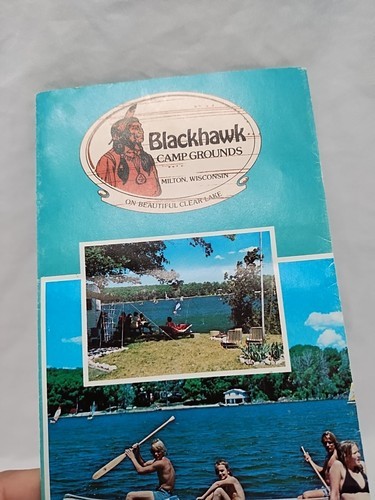 Blackhawk
CAMP GROUNDS
MILTON, WISCONSIN
ON BEAUTIFUL CLEAR LAKE